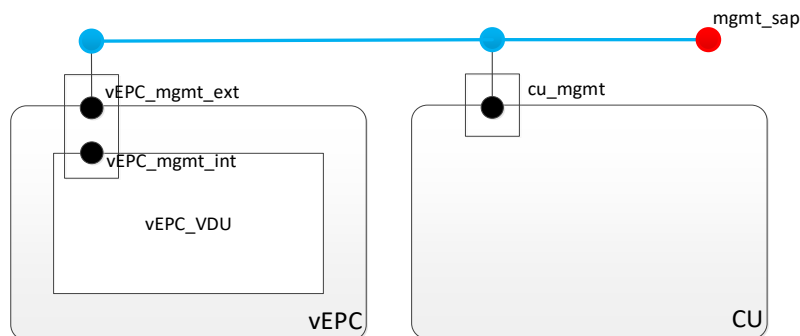 mgmt_sap
vEPC_mgmt_ext
cu_mgmt
vEPC_mgmt_int
vEPC_VDU
vEPC
CU